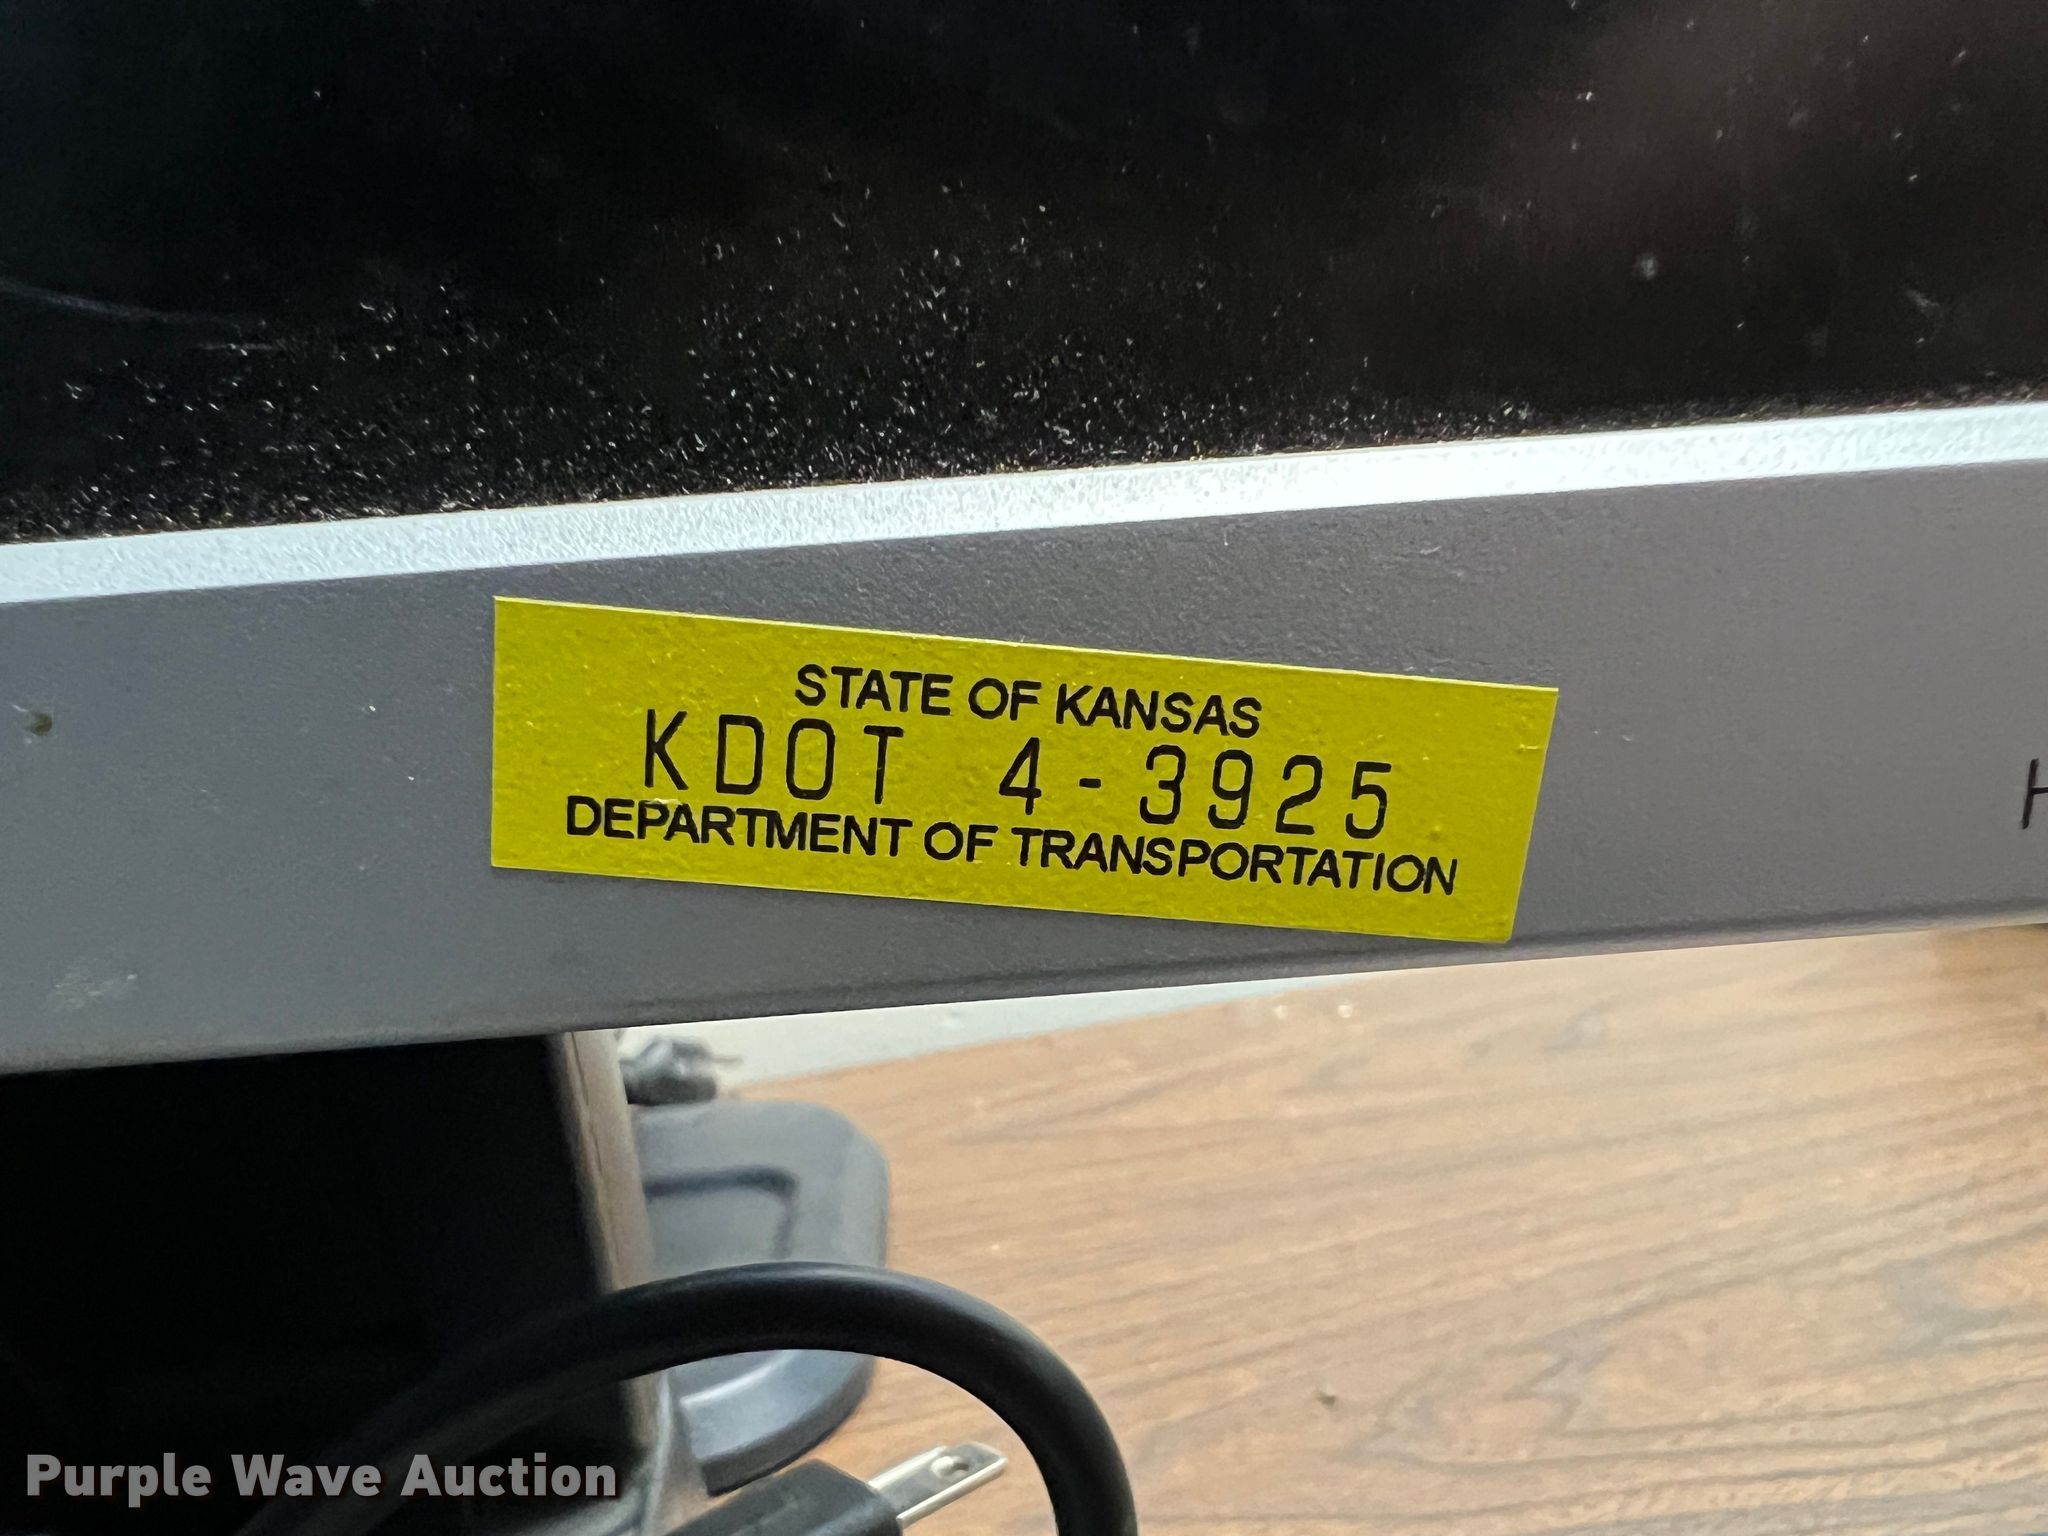 STATE OF KANSAS
KDOT 4-3925
DEPARTMENT OF TRANSPORTATION
H
Purple Wave Auction